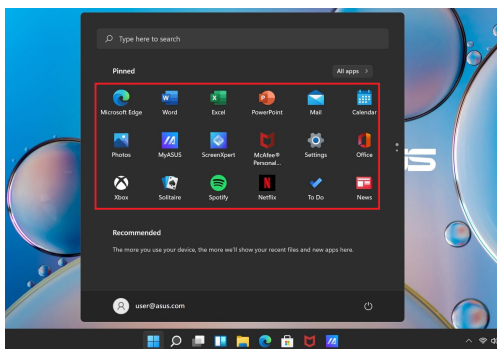 Type here to search
Pinned
All apps >
Microsoft Edge Word Excel PowerPoint Mail Calendar
Photos MyASUS ScreenXpert McAfee® Settings Office
Personal...
Xbox Solitaire Spotify Netflix To Do News
Recommended
The more you use your device, the more we'll show your recent files and new apps here.
user@asus.com